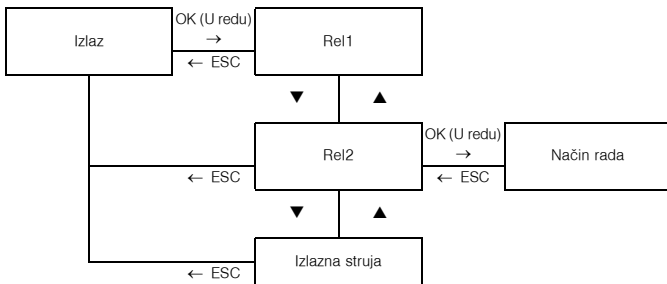 OK (U redu)
Izlaz
→
Rel1
← ESC
▼ ▲
OK (U redu)
Rel2
→
Način rada
← ESC
← ESC
▼ ▲
Izlazna struja
← ESC